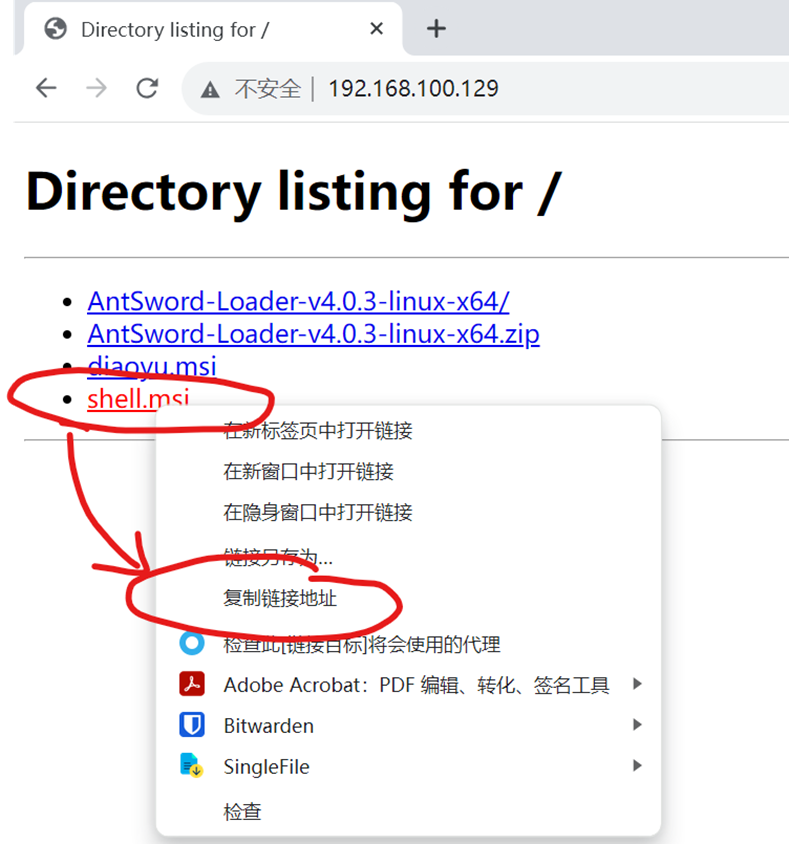 Directory listing for /
不安全 | 192.168.100.129
Directory listing for /
AntSword-Loader-v4.0.3-linux-x64/
AntSword-Loader-v4.0.3-linux-x64.zip
diaoyu.msi
shell.msi
在新标签页中打开链接
在新窗口中打开链接
在隐身窗口中打开链接
链接另存为...
复制链接地址
检查此[链接目标]将会使用的代理
Adobe Acrobat：PDF 编辑、转化、签名工具
Bitwarden
SingleFile
检查